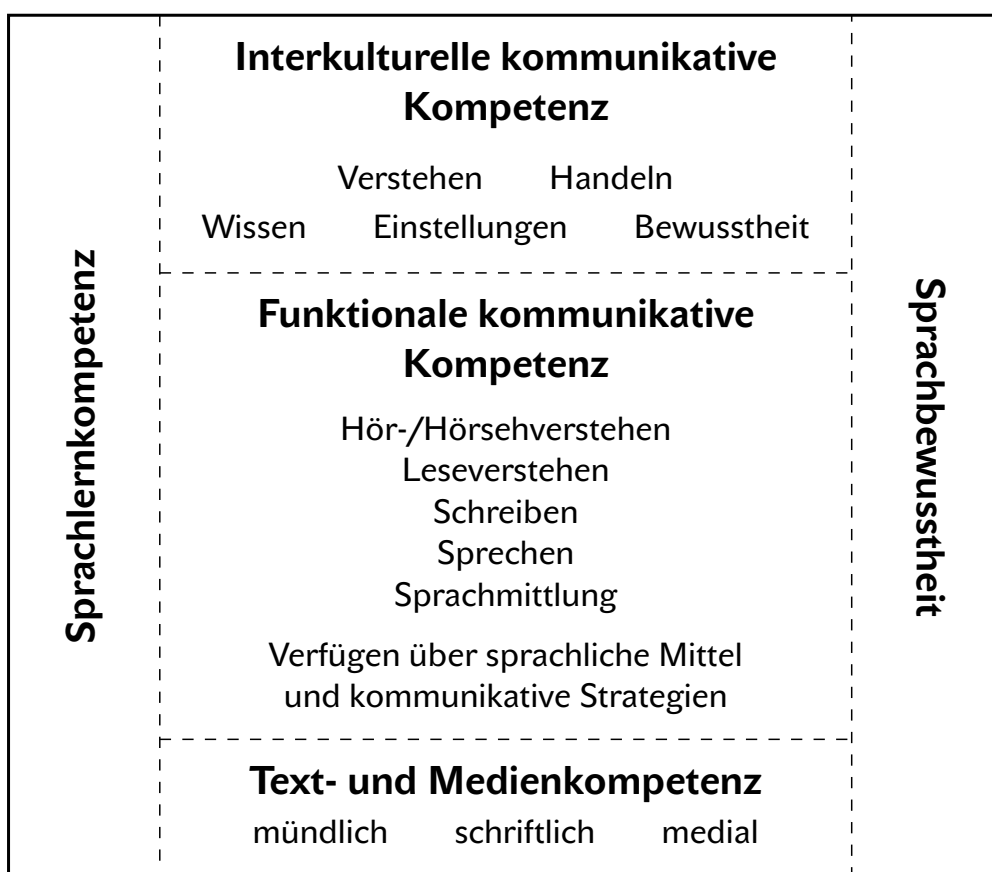 Sprachlernkompetenz
Interkulturelle kommunikative
Kompetenz
Verstehen Handeln
Wissen Einstellungen Bewusstheit
Funktionale kommunikative
Kompetenz
Hör-/Hörsehverstehen
Leseverstehen
Schreiben
Sprechen
Sprachmittlung
Verfügen über sprachliche Mittel
und kommunikative Strategien
Text- und Medienkompetenz
mündlich schriftlich medial
Sprachbewusstheit